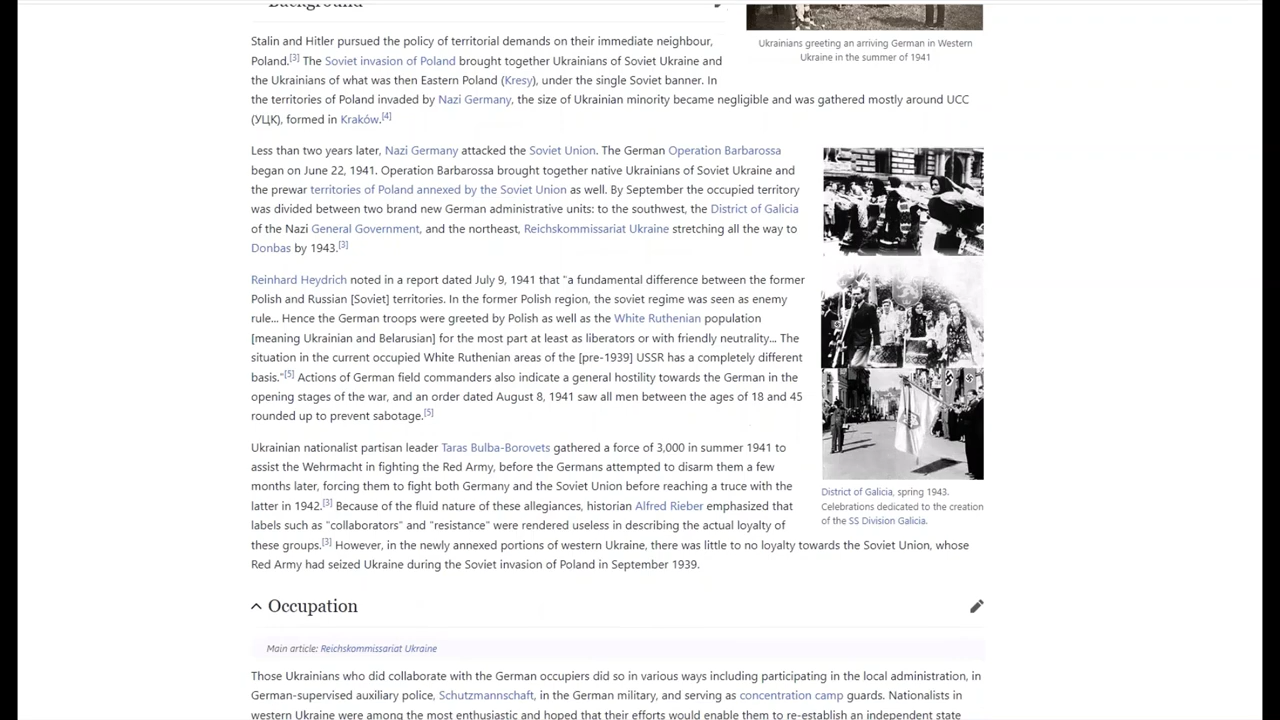 Ukrainians greeting an arriving German in Western
Ukraine in the summer of 1941
Stalin and Hitler pursued the policy of territorial demands on their immediate neighbour,
Poland.[3] The Soviet invasion of Poland brought together Ukrainians of Soviet Ukraine and
the Ukrainians of what was then Eastern Poland (Kresy), under the single Soviet banner. In
the territories of Poland invaded by Nazi Germany, the size of Ukrainian minority became negligible and was gathered mostly around UCC
(УЦК), formed in Kraków.[4]
Less than two years later, Nazi Germany attacked the Soviet Union. The German Operation Barbarossa
began on June 22, 1941. Operation Barbarossa brought together native Ukrainians of Soviet Ukraine and
the prewar territories of Poland annexed by the Soviet Union as well. By September the occupied territory
was divided between two brand new German administrative units: to the southwest, the District of Galicia
of the Nazi General Government, and the northeast, Reichskommissariat Ukraine stretching all the way to
Donbas by 1943.[3]
Reinhard Heydrich noted in a report dated July 9, 1941 that "a fundamental difference between the former
Polish and Russian [Soviet] territories. In the former Polish region, the soviet regime was seen as enemy
rule... Hence the German troops were greeted by Polish as well as the White Ruthenian population
[meaning Ukrainian and Belarusian] for the most part at least as liberators or with friendly neutrality... The
situation in the current occupied White Ruthenian areas of the [pre-1939] USSR has a completely different
basis."[5] Actions of German field commanders also indicate a general hostility towards the German in the
opening stages of the war, and an order dated August 8, 1941 saw all men between the ages of 18 and 45
rounded up to prevent sabotage.[5]
Ukrainian nationalist partisan leader Taras Bulba-Borovets gathered a force of 3,000 in summer 1941 to
assist the Wehrmacht in fighting the Red Army, before the Germans attempted to disarm them a few
months later, forcing them to fight both Germany and the Soviet Union before reaching a truce with the
latter in 1942.[3] Because of the fluid nature of these allegiances, historian Alfred Rieber emphasized that
labels such as "collaborators" and "resistance" were rendered useless in describing the actual loyalty of
these groups.[3] However, in the newly annexed portions of western Ukraine, there was little to no loyalty towards the Soviet Union, whose
Red Army had seized Ukraine during the Soviet invasion of Poland in September 1939.
District of Galicia, spring 1943.
Celebrations dedicated to the creation
of the SS Division Galicia.
Occupation
Main article: Reichskommissariat Ukraine
Those Ukrainians who did collaborate with the German occupiers did so in various ways including participating in the local administration, in
German-supervised auxiliary police, Schutzmannschaft, in the German military, and serving as concentration camp guards. Nationalists in
western Ukraine were among the most enthusiastic and hoped that their efforts would enable them to re-establish an independent state